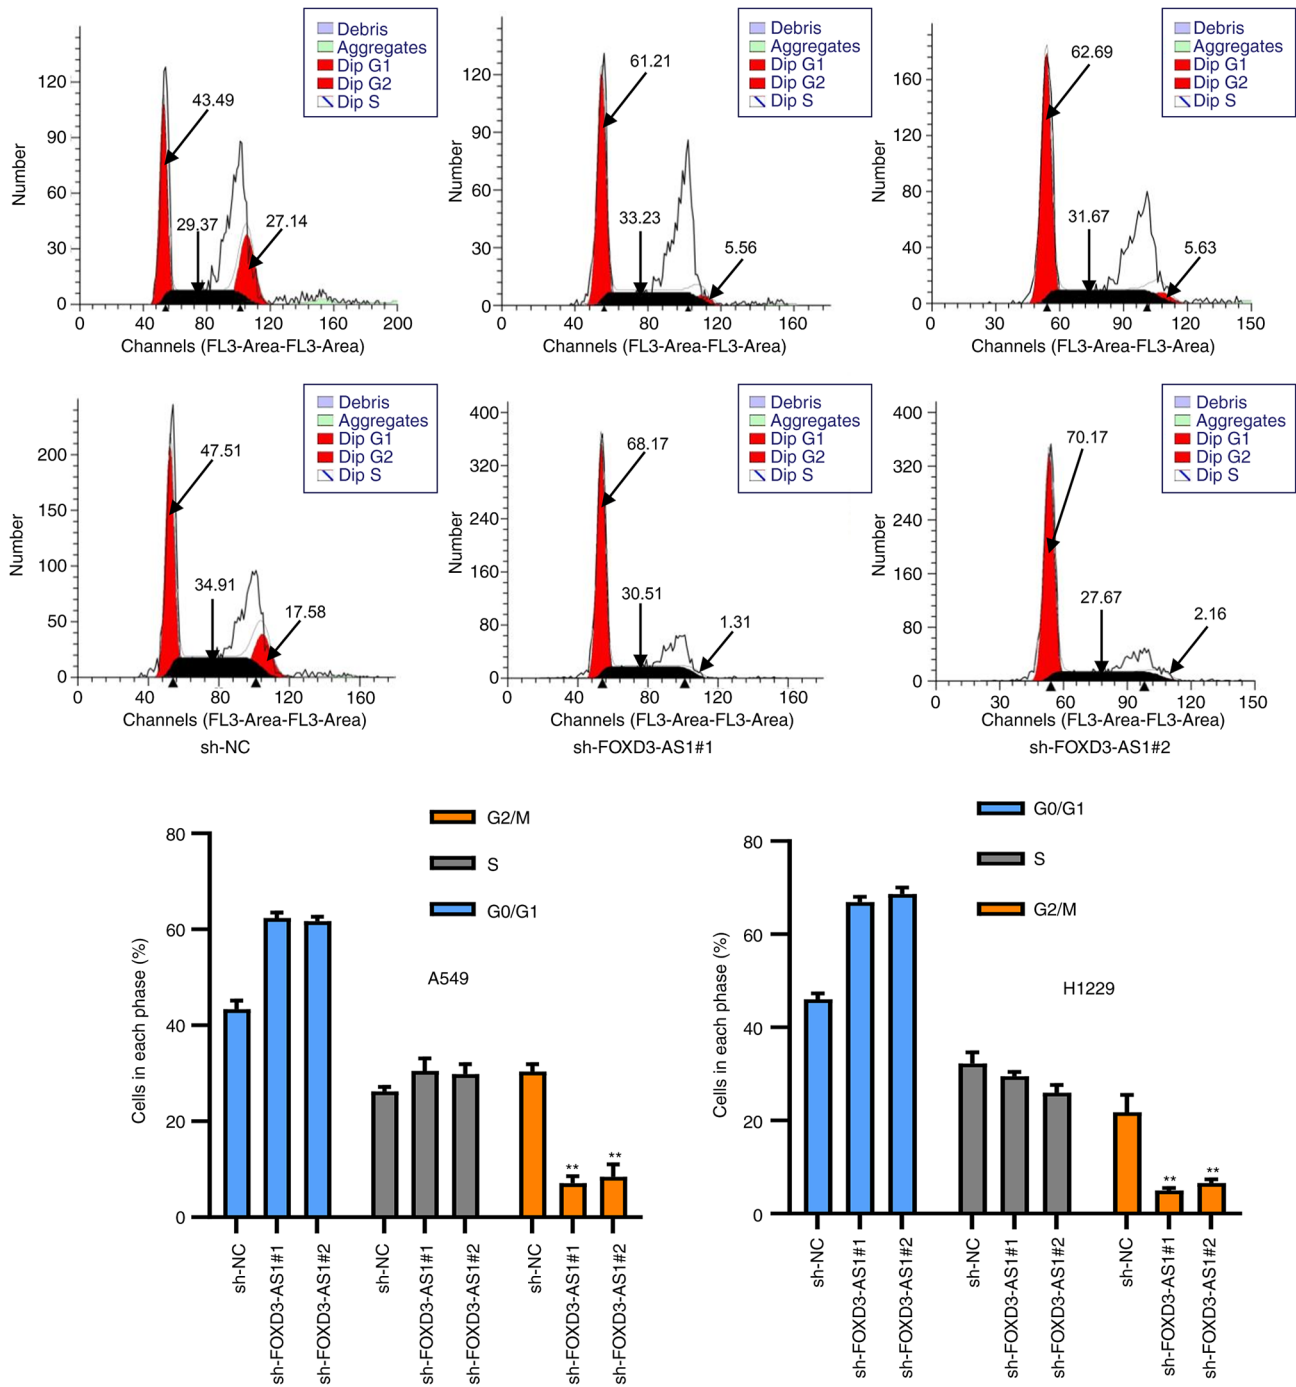 Debris
Aggregates
Dip G1
Dip G2
Dip S
120
90
60
30
0
Number
43.49
29.37
27.14
0 40 80 120 160 200
Channels (FL3-Area-FL3-Area)
Debris
Aggregates
Dip G1
Dip G2
Dip S
120
90
60
30
0
Number
61.21
33.23
5.56
0 40 80 120 160
Channels (FL3-Area-FL3-Area)
Debris
Aggregates
Dip G1
Dip G2
Dip S
160
120
80
40
0
Number
62.69
31.67
5.63
0 30 60 90 120 150
Channels (FL3-Area-FL3-Area)
Debris
Aggregates
Dip G1
Dip G2
Dip S
200
150
100
50
0
Number
47.51
34.91
17.58
0 40 80 120 160
Channels (FL3-Area-FL3-Area)
sh-NC
Debris
Aggregates
Dip G1
Dip G2
Dip S
400
320
240
160
80
0
Number
68.17
30.51
1.31
0 40 80 120 160
Channels (FL3-Area-FL3-Area)
sh-FOXD3-AS1#1
Debris
Aggregates
Dip G1
Dip G2
Dip S
400
320
240
160
80
0
Number
70.17
27.67
2.16
0 30 60 90 120 150
Channels (FL3-Area-FL3-Area)
sh-FOXD3-AS1#2
G2/M
S
G0/G1
A549
80
60
40
20
0
Cells in each phase (%)
**
**
sh-NC
sh-FOXD3-AS1#1
sh-FOXD3-AS1#2
sh-NC
sh-FOXD3-AS1#1
sh-FOXD3-AS1#2
sh-NC
sh-FOXD3-AS1#1
sh-FOXD3-AS1#2
G0/G1
S
G2/M
H1229
80
60
40
20
0
Cells in each phase (%)
**
**
sh-NC
sh-FOXD3-AS1#1
sh-FOXD3-AS1#2
sh-NC
sh-FOXD3-AS1#1
sh-FOXD3-AS1#2
sh-NC
sh-FOXD3-AS1#1
sh-FOXD3-AS1#2